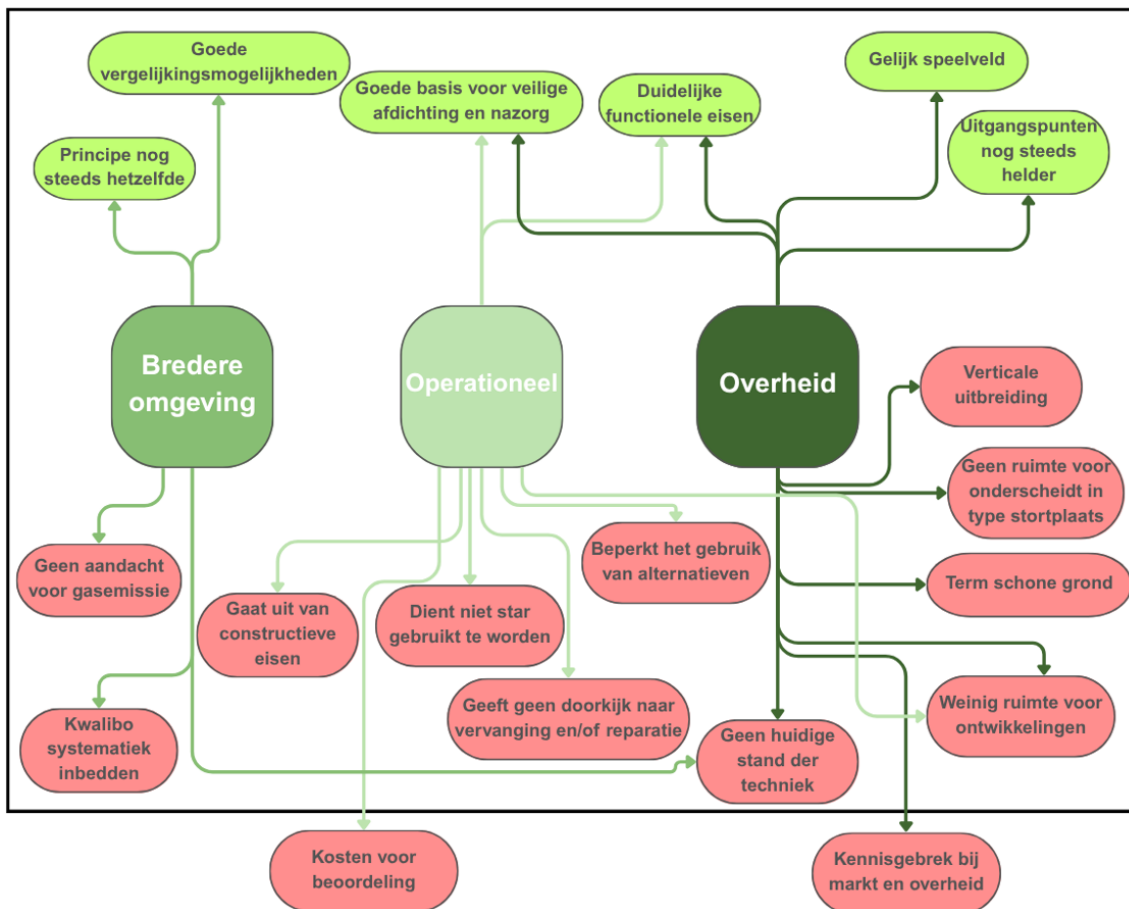 Goede
vergelijkingsmogelijkheden
Goede basis voor veilige
afdichting en nazorg
Duidelijke
functionele eisen
Gelijk speelveld
Principe nog
steeds hetzelfde
Uitgangspunten
nog steeds
helder
Bredere
omgeving
Operationeel
Overheid
Verticale
uitbreiding
Geen ruimte voor
onderscheidt in
type stortplaats
Geen aandacht
voor gasemissie
Gaat uit van
constructieve
eisen
Dient niet star
gebruikt te worden
Beperkt het gebruik
van alternatieven
Term schone grond
Kwalibo
systematiek
inbedden
Geeft geen doorkijk naar
vervanging en/of reparatie
Geen huidige
stand der
techniek
Weinig ruimte voor
ontwikkelingen
Kosten voor
beoordeling
Kennisgebrek bij
markt en overheid